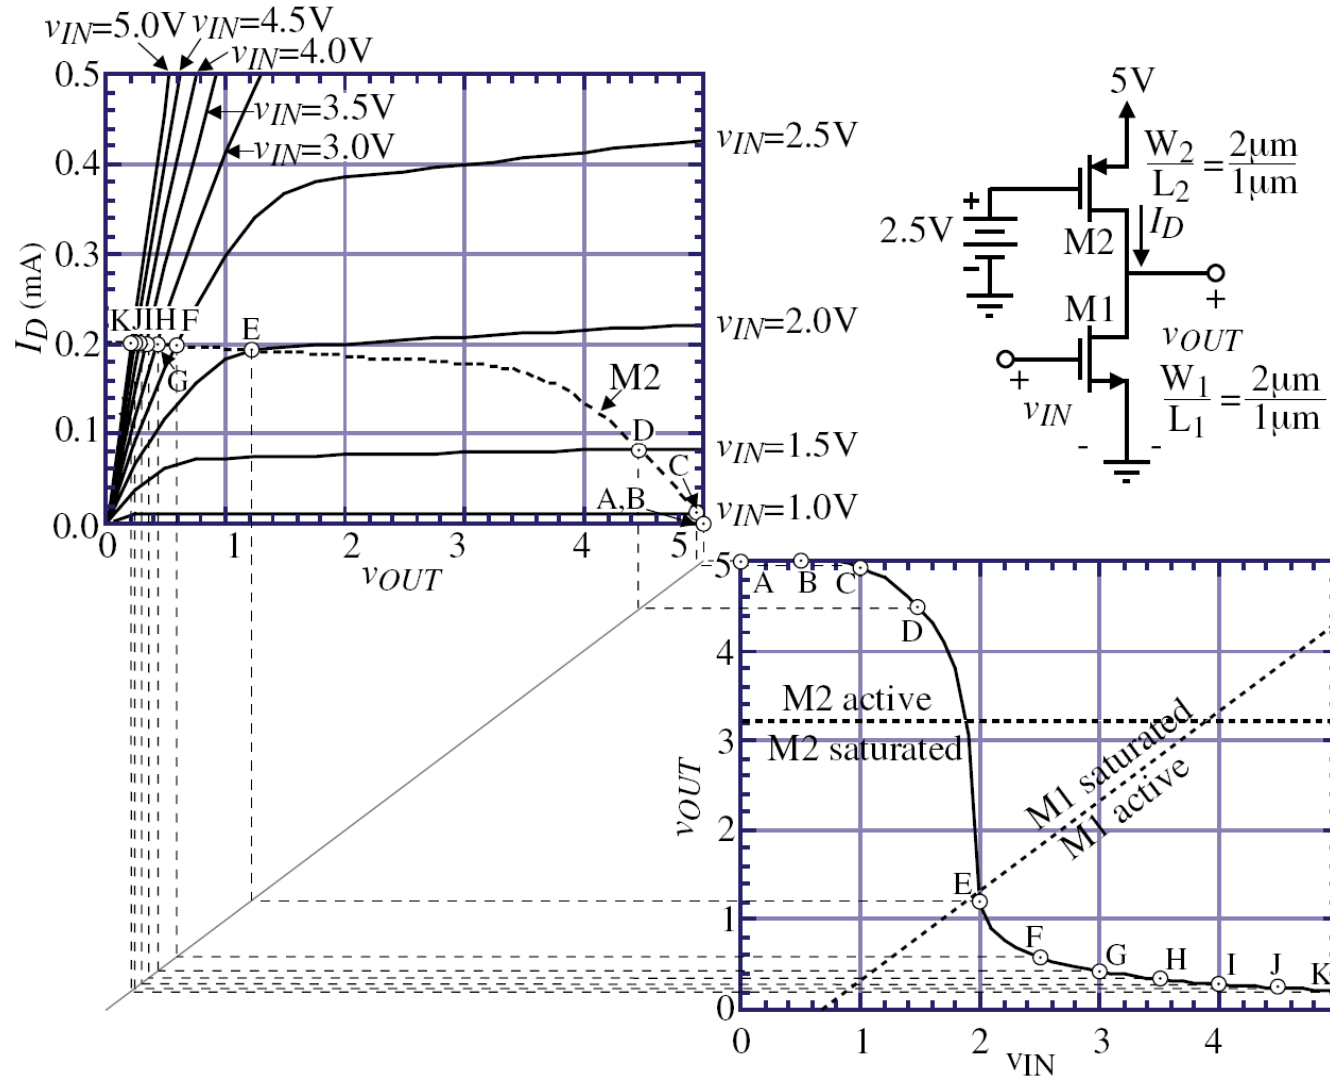 vIN=5.0V vIN=4.5V
vIN=4.0V
vIN=3.5V
vIN=3.0V
0.5
0.4
0.3
0.2
0.1
0.0
ID (mA)
K J I H F
E
G
M2
D
C
A,B
vIN=2.5V
vIN=2.0V
vIN=1.5V
vIN=1.0V
0 1 2 3 4 5
vOUT
5V
W2/L2 = 2μm/1μm
+
2.5V
-
M2
ID
M1
+
vOUT
+
vIN
W1/L1 = 2μm/1μm
- -
5
4
3
2
1
0
vOUT
A B C
D
M2 active
M2 saturated
M1 saturated
M1 active
E
F
G
H
I
J
K
0 1 2 3 4
vIN